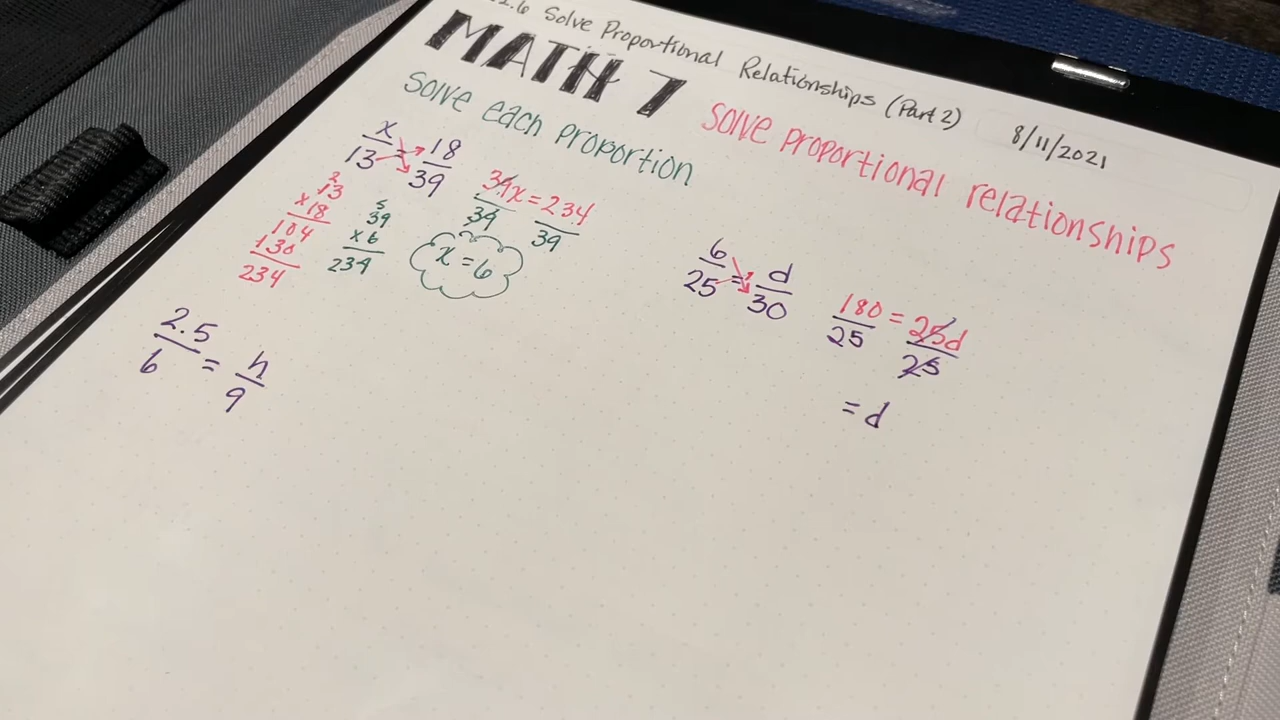 .6 Solve Proportional Relationships (Part 2)
8/11/2021
MATH 7
Solve proportional relationships
Solve each proportion
x/13 = 18/39
2
13
x 18
104
130
234
5
39
x 6
234
39x/39 = 234/39
x = 6
6/25 = d/30
180/25 = 25d/25
= d
2.5/6 = h/9